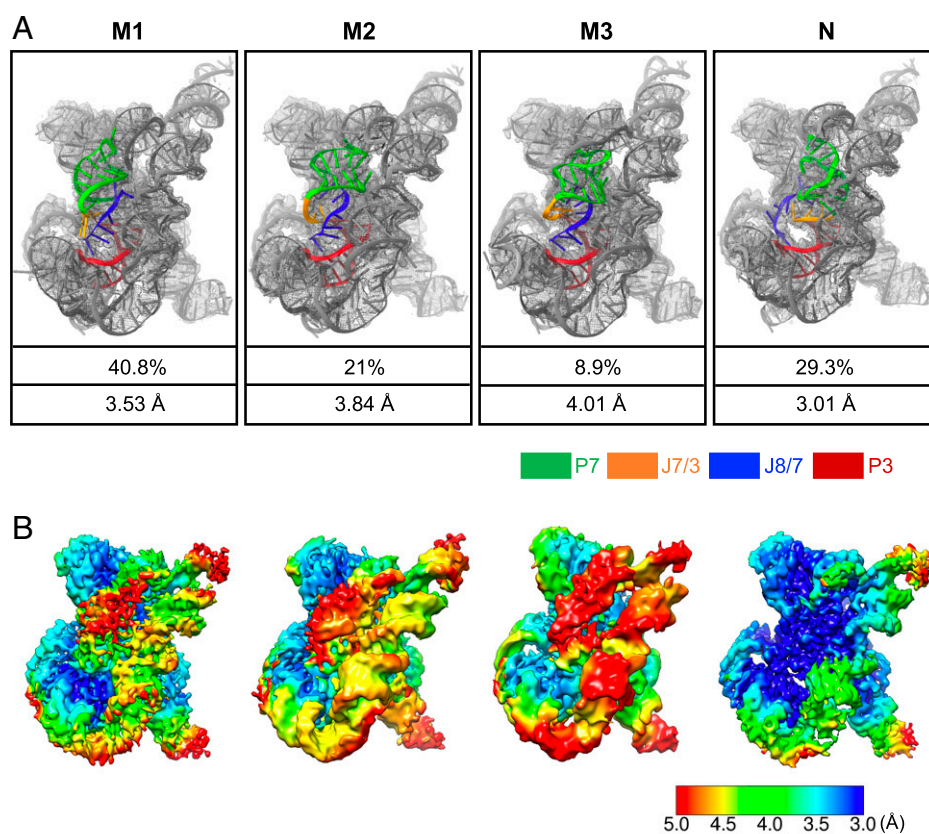 A
M1 M2 M3 N
40.8% 21% 8.9% 29.3%
3.53 Å 3.84 Å 4.01 Å 3.01 Å
P7 J7/3 J8/7 P3
B
5.0 4.5 4.0 3.5 3.0 (Å)